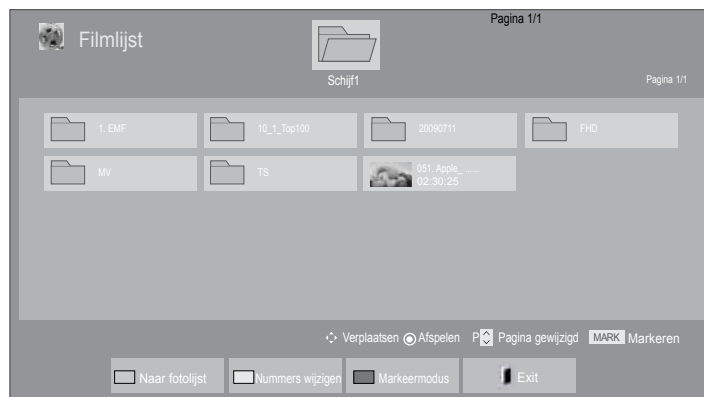 Pagina 1/1
Filmlijst
Schijf1
Pagina 1/1
1. EMF
10_1_Top100
20090711
FHD
MV
TS
051. Apple_ ......
02:30:25
Verplaatsen Afspelen P Pagina gewijzigd MARK Markeren
Naar fotolijst Nummers wijzigen Markeermodus Exit